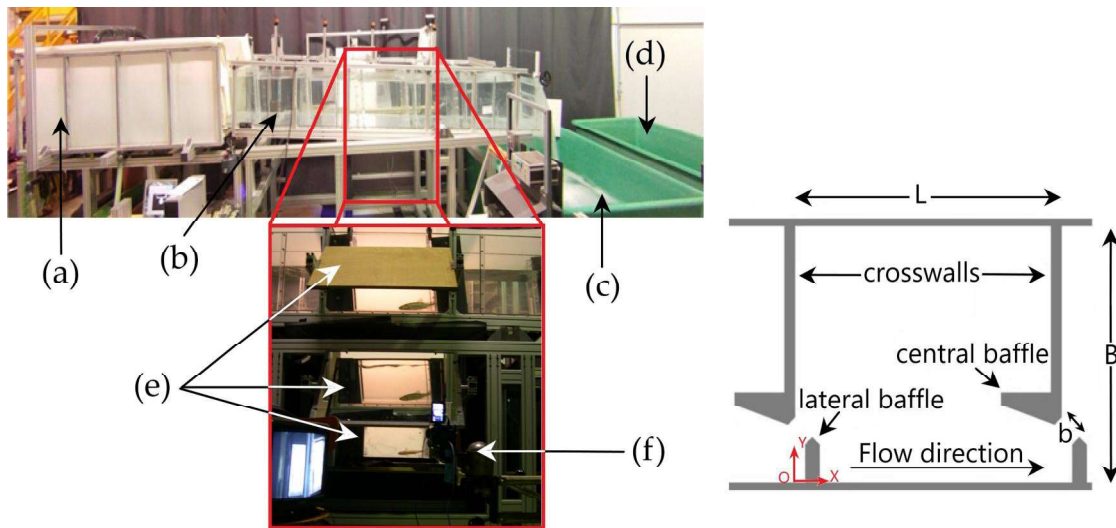 (d)
(a)
(b)
(c)
(e)
(f)
L
crosswalls
B
central baffle
lateral baffle
b
Y
Flow direction
O
X